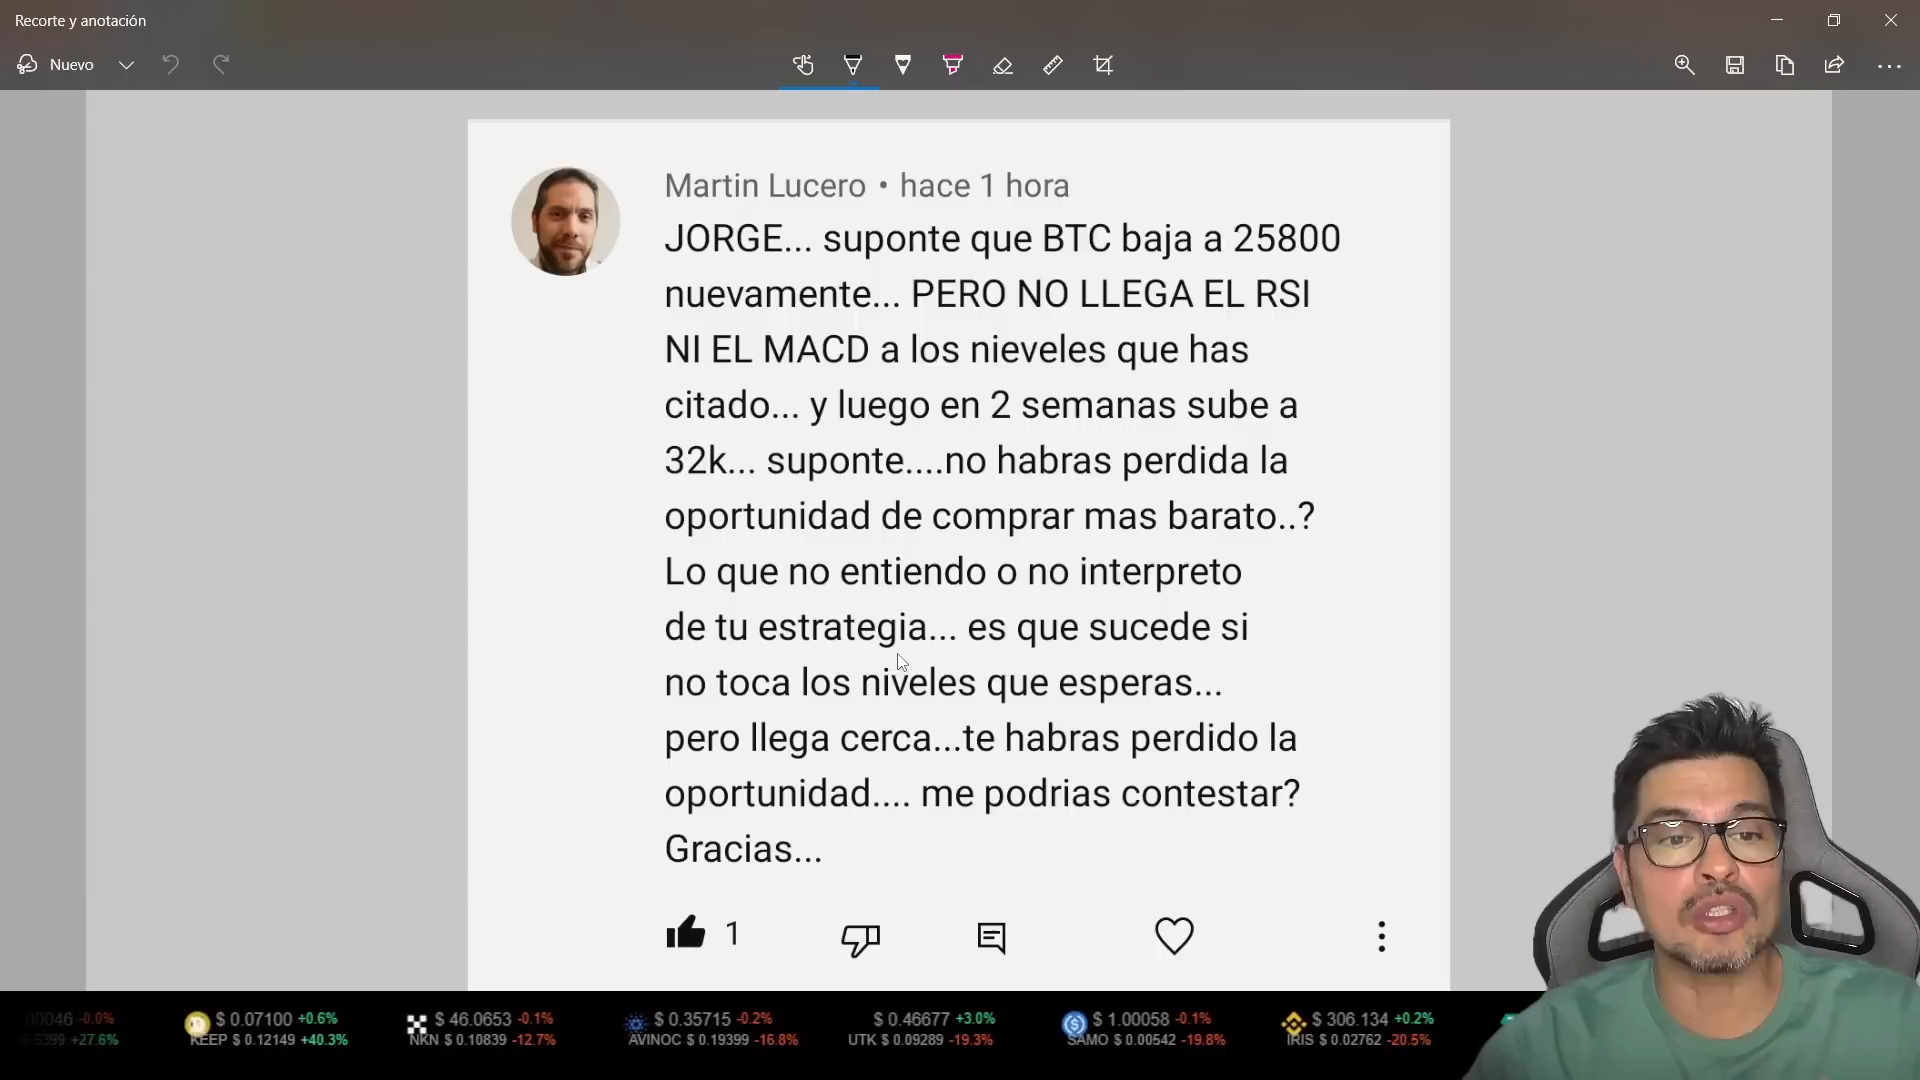 Recorte y anotación
Nuevo
Martin Lucero • hace 1 hora
JORGE... suponte que BTC baja a 25800
nuevamente... PERO NO LLEGA EL RSI
NI EL MACD a los nieveles que has
citado... y luego en 2 semanas sube a
32k... suponte....no habras perdida la
oportunidad de comprar mas barato..?
Lo que no entiendo o no interpreto
de tu estrategia... es que sucede si
no toca los niveles que esperas...
pero llega cerca...te habras perdido la
oportunidad.... me podrias contestar?
Gracias...
1
-0.0% $ 0.07100 +0.6% $ 46.0653 -0.1% $ 0.35715 -0.2% $ 0.46677 +3.0% $ 1.00058 -0.1% $ 306.134 +0.2%
+27.6% KEEP $ 0.12149 +40.3% NKN $ 0.10839 -12.7% AVINOC $ 0.19399 -16.8% UTK $ 0.09289 -19.3% SAMO $ 0.00542 -19.8% IRIS $ 0.02762 -20.5%